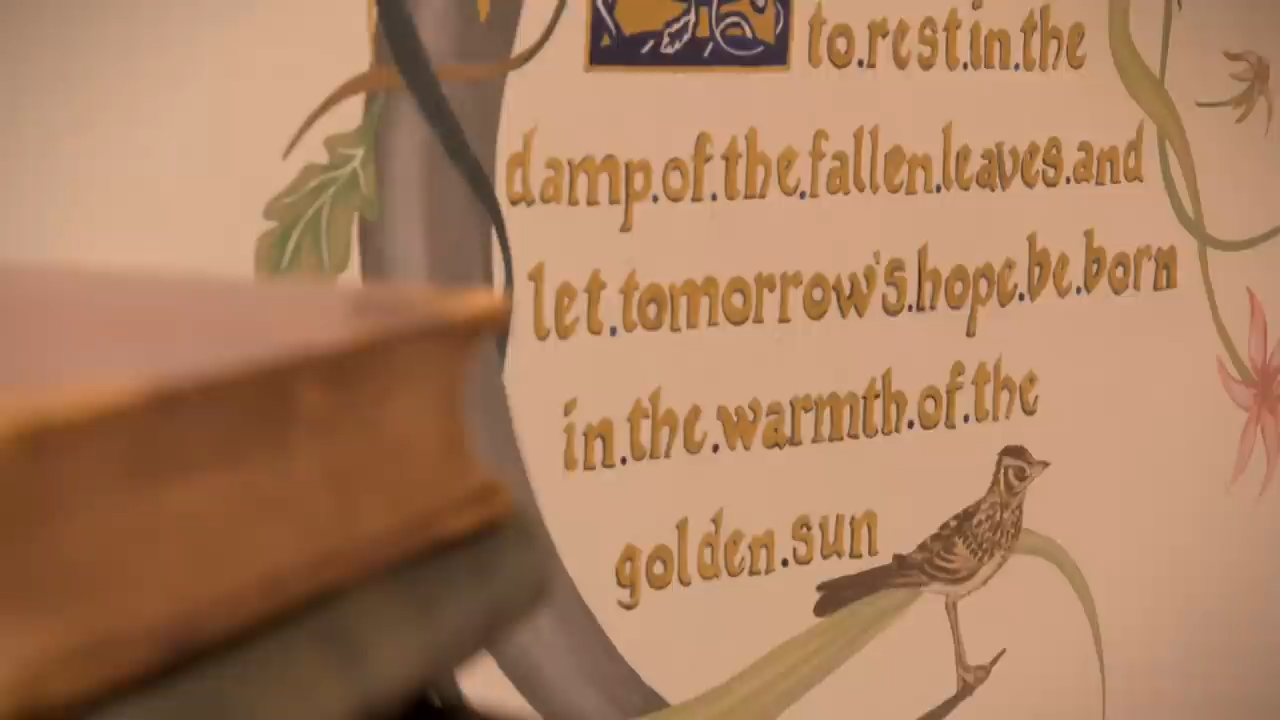 to.rest.in.the
damp.of.the.fallen.leaves.and
let.tomorrow's.hope.be.born
in.the.warmth.of.the
golden.sun